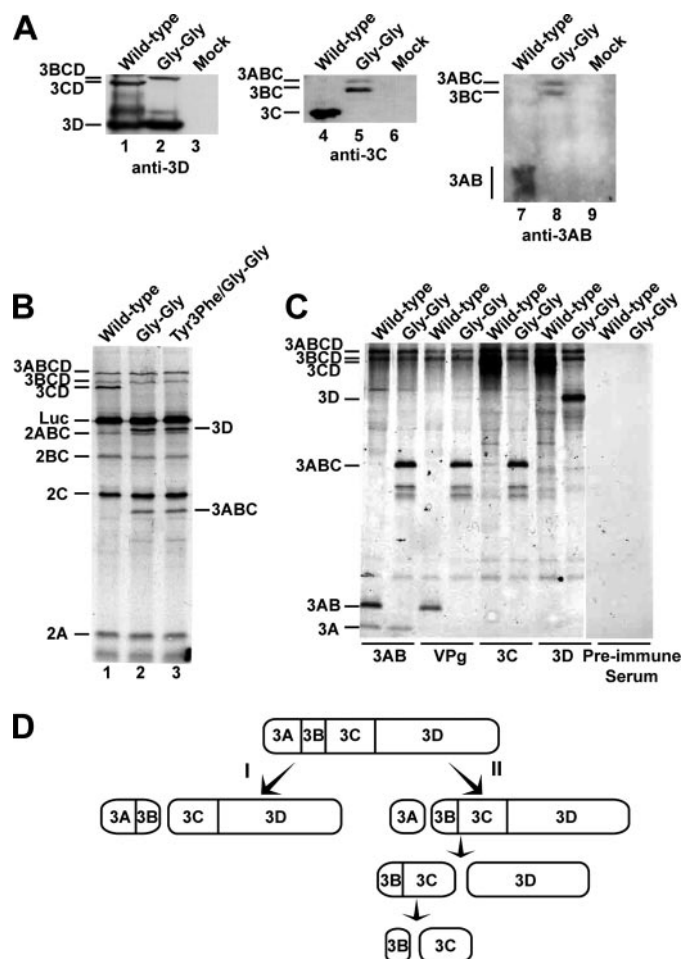 A
Wild-type Gly-Gly Mock
3BCD
3CD
3D
1 2 3
anti-3D
Wild-type Gly-Gly Mock
3ABC
3BC
3C
4 5 6
anti-3C
Wild-type Gly-Gly Mock
3ABC
3BC
3AB
7 8 9
anti-3AB
B
Wild-type Gly-Gly Tyr3Phe/Gly-Gly
3ABCD
3BCD
3CD
Luc
2ABC
2BC
2C
2A
3D
3ABC
1 2 3
C
Wild-type Gly-Gly Wild-type Gly-Gly Wild-type Gly-Gly Wild-type Gly-Gly Wild-type Gly-Gly
3ABCD
3BCD
3CD
3D
3ABC
3AB
3A
3AB VPg 3C 3D Pre-immune
Serum
D
3A 3B 3C 3D
I II
3A 3B 3C 3D 3A 3B 3C 3D
3B 3C 3D
3B 3C